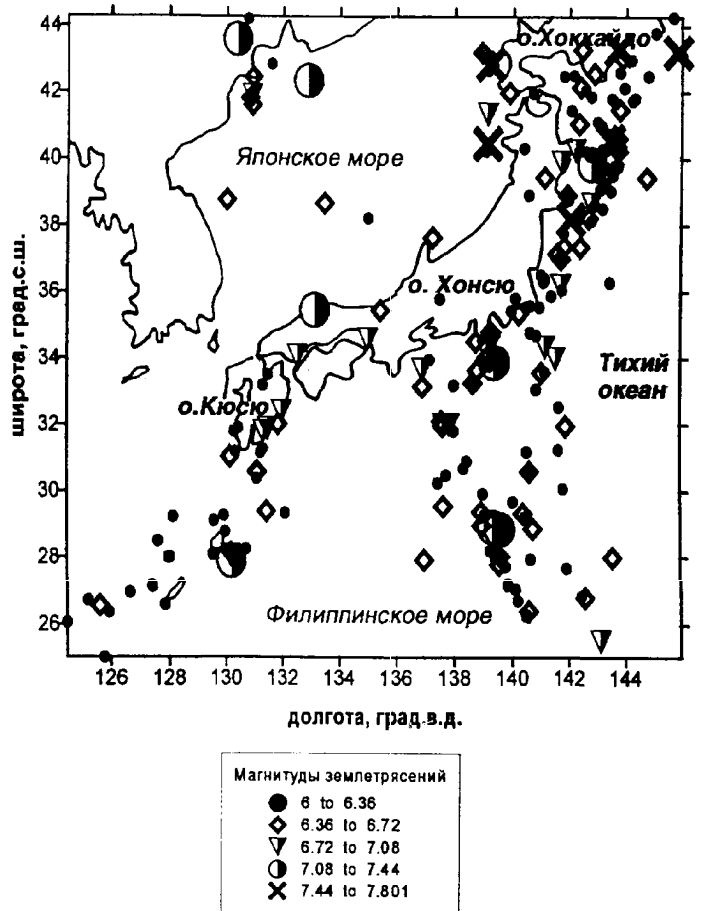 44
42
40
38
36
34
32
30
28
26
широта, град.с.ш.
о.Хоккайдо
Японское море
о. Хонсю
Тихий
океан
о.Кюсю
Филиппинское море
126 128 130 132 134 136 138 140 142 144
долгота, град.в.д.
Магнитуды землетрясений
6 to 6.36
6.36 to 6.72
6.72 to 7.08
7.08 to 7.44
7.44 to 7.801